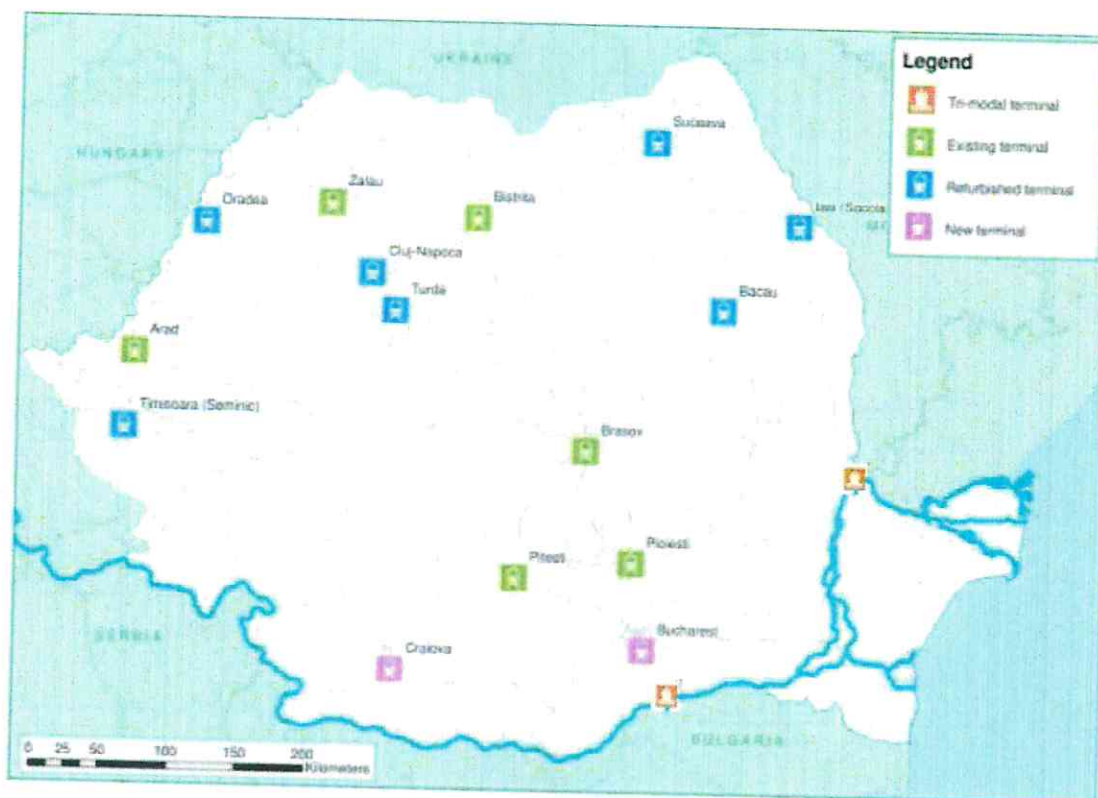 UKRAINE
HUNGARY
Suceava
Zalau
Bistrita
Oradea
Cluj-Napoca
Turda
Bacau
Arad
Timisoara (Seminic)
Brasov
Ploiesti
Pitesti
Bucharest
Craiova
SERBIA
BULGARIA
Legend
Tri-modal terminal
Existing terminal
Refurbished terminal
New terminal
0 25 50 100 150 200
Kilometers